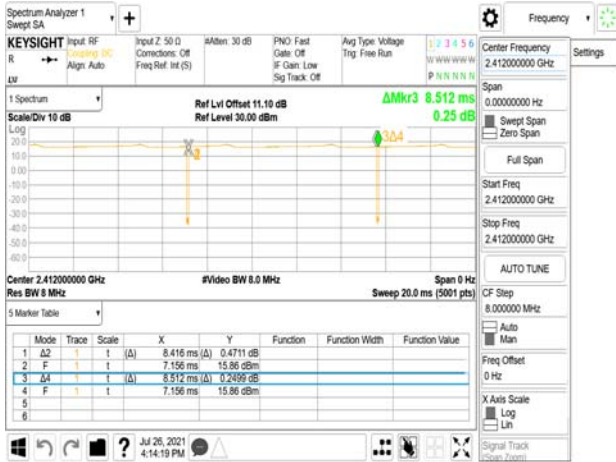 Spectrum Analyzer 1
Swept SA
+
Frequency
KEYSIGHT Input: RF
R
Coupling: DC
Align: Auto
LXI
Input Z: 50 Ω
Corrections: Off
Freq Ref: Int (S)
#Atten: 30 dB
PNO: Fast
Gate: Off
IF Gain: Low
Sig Track: Off
Avg Type: Voltage
Trig: Free Run
1 2 3 4 5 6
W W W W W W
P N N N N N
Center Frequency
2.412000000 GHz
Settings
Span
0.00000000 Hz
Swept Span
Zero Span
Full Span
Start Freq
2.412000000 GHz
Stop Freq
2.412000000 GHz
AUTO TUNE
CF Step
8.000000 MHz
Auto
Man
Freq Offset
0 Hz
X Axis Scale
Log
Lin
Signal Track
(Span Zoom)
1 Spectrum
Scale/Div 10 dB
Log
Ref Lvl Offset 11.10 dB
Ref Level 30.00 dBm
ΔMkr3 8.512 ms
0.25 dB
20.0
10.0
0.00
-10.0
-20.0
-30.0
-40.0
-50.0
-60.0
3Δ4
Center 2.412000000 GHz
#Video BW 8.0 MHz
Span 0 Hz
Res BW 8 MHz
Sweep 20.0 ms (5001 pts)
5 Marker Table
Mode Trace Scale X Y Function Function Width Function Value
1 Δ2 1 t (Δ) 8.416 ms (Δ) 0.4711 dB
2 F 1 t 7.156 ms 15.86 dBm
3 Δ4 1 t (Δ) 8.512 ms (Δ) 0.2499 dB
4 F 1 t 7.156 ms 15.86 dBm
5
6
?
Jul 26, 2021
4:14:19 PM